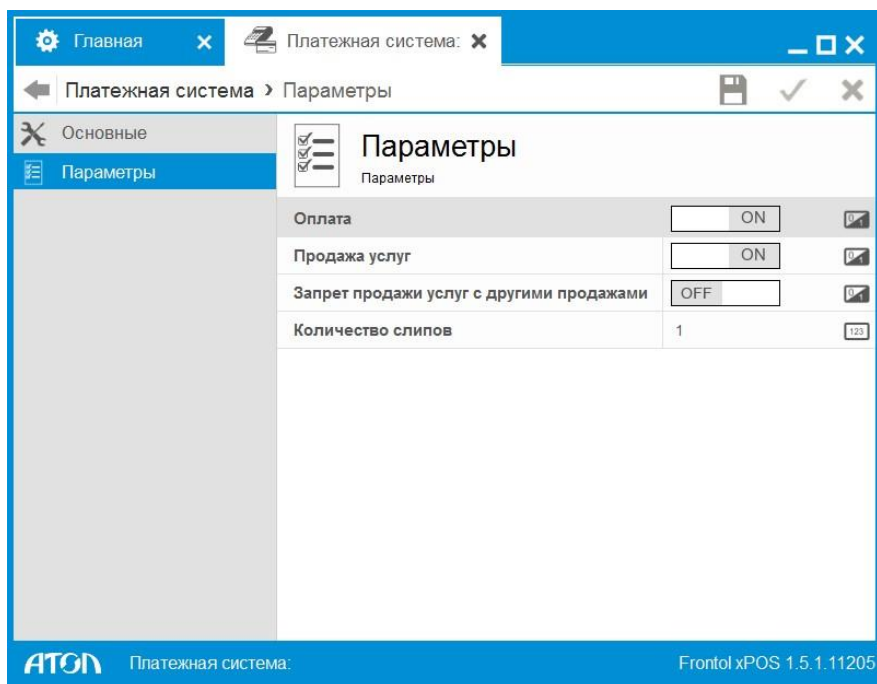 Главная
Платежная система:
Платежная система › Параметры
Основные
Параметры
Параметры
Параметры
Оплата ON
Продажа услуг ON
Запрет продажи услуг с другими продажами OFF
Количество слипов 1 123
АТОЛ Платежная система: Frontol xPOS 1.5.1.11205